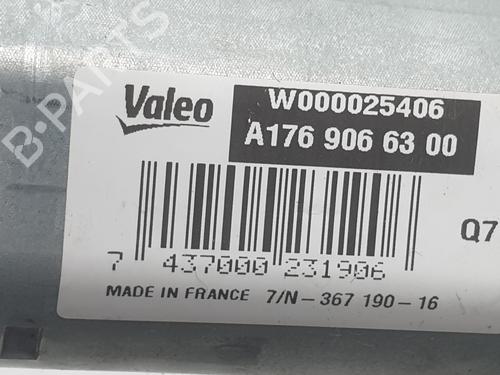 B-PARTS
Valeo
W000025406
A176 906 63 00
Q7
7 437000 231906
MADE IN FRANCE 7/N-367 190-16